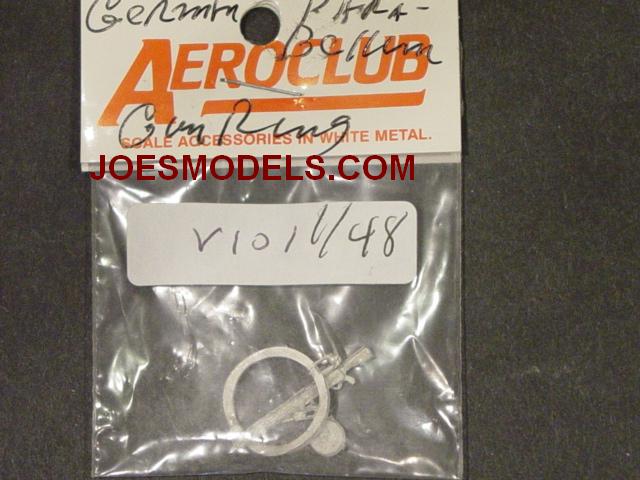 German Para-
Bellum
AEROCLUB
Gun Ring
SCALE ACCESSORIES IN WHITE METAL.
JOESMODELS.COM
V101 1/48